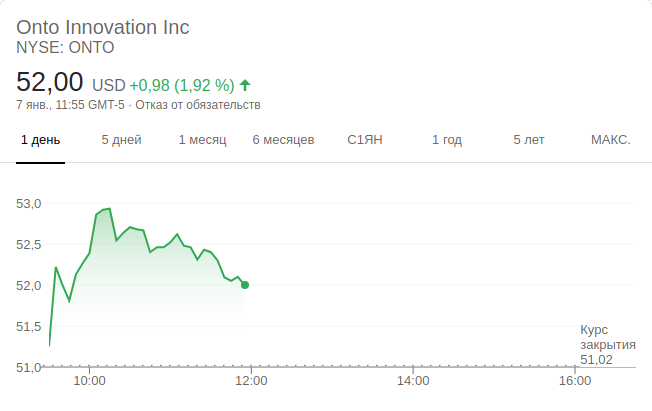 Onto Innovation Inc
NYSE: ONTO
52,00 USD +0,98 (1,92 %)
7 янв., 11:55 GMT-5 · Отказ от обязательств
1 день 5 дней 1 месяц 6 месяцев С1ЯН 1 год 5 лет МАКС.
53,0
52,5
52,0
51,5
Курс
закрытия
51,02
51,0
10:00 12:00 14:00 16:00